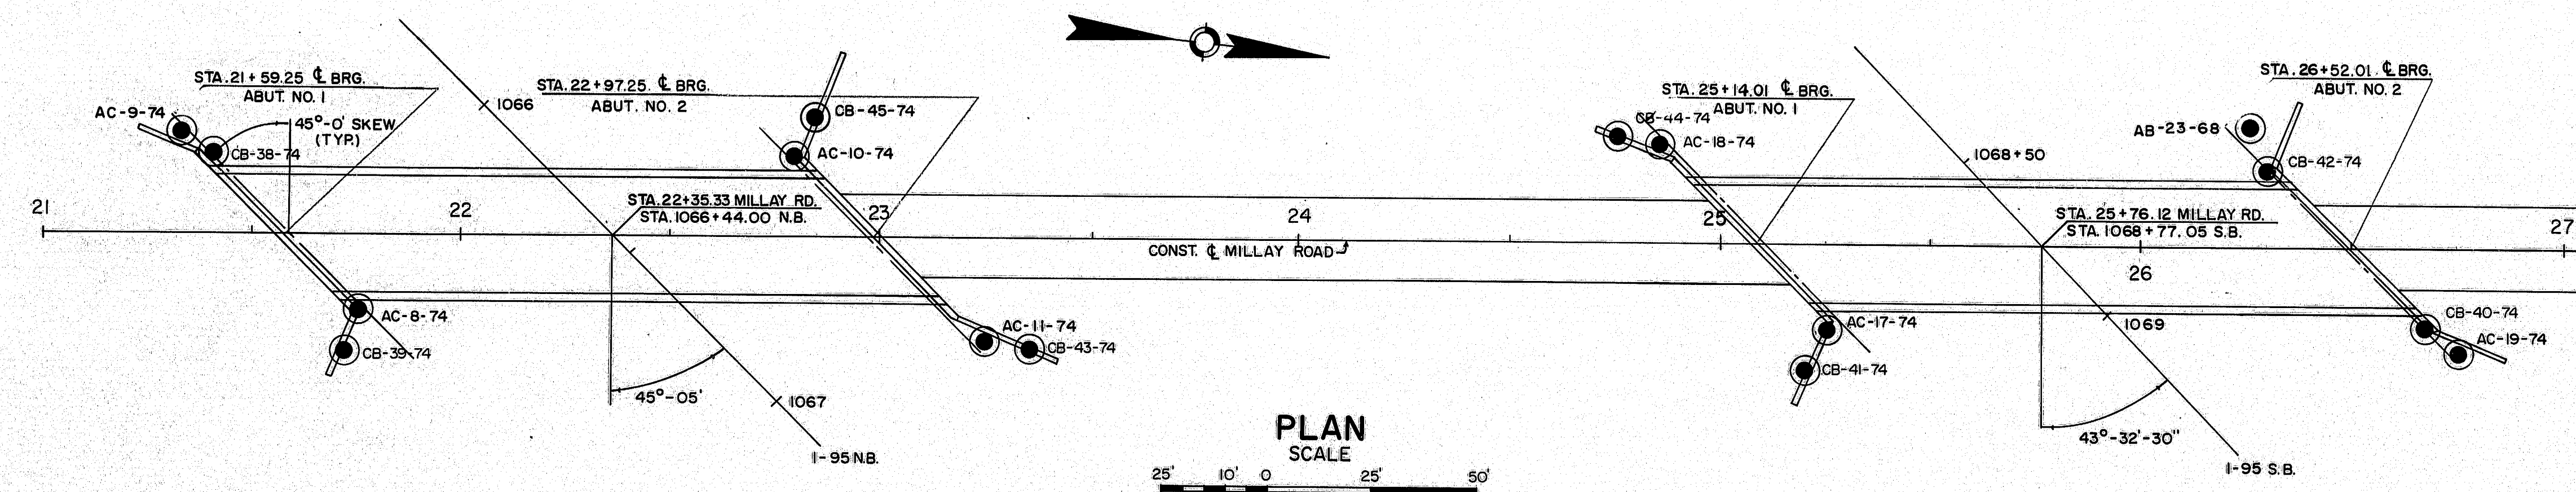 STA. 21+59.25 ℄ BRG.
ABUT. NO. 1
AC-9-74
45°-0' SKEW
(TYP.)
CB-38-74
1066
STA. 22+97.25 ℄ BRG.
ABUT. NO. 2
CB-45-74
AC-10-74
STA. 22+35.33 MILLAY RD.
STA. 1066+44.00 N.B.
21
22
23
24
25
26
27
CONST. ℄ MILLAY ROAD
AC-8-74
CB-39-74
45°-05'
1067
I-95 N.B.
AC-11-74
CB-43-74
STA. 25+14.01 ℄ BRG.
ABUT. NO. 1
CB-44-74
AC-18-74
1068+50
STA. 26+52.01 ℄ BRG.
ABUT. NO. 2
AB-23-68
CB-42-74
STA. 25+76.12 MILLAY RD.
STA. 1068+77.05 S.B.
AC-17-74
CB-41-74
1069
CB-40-74
AC-19-74
43°-32'-30"
I-95 S.B.
PLAN
SCALE
25' 10' 0 25' 50'